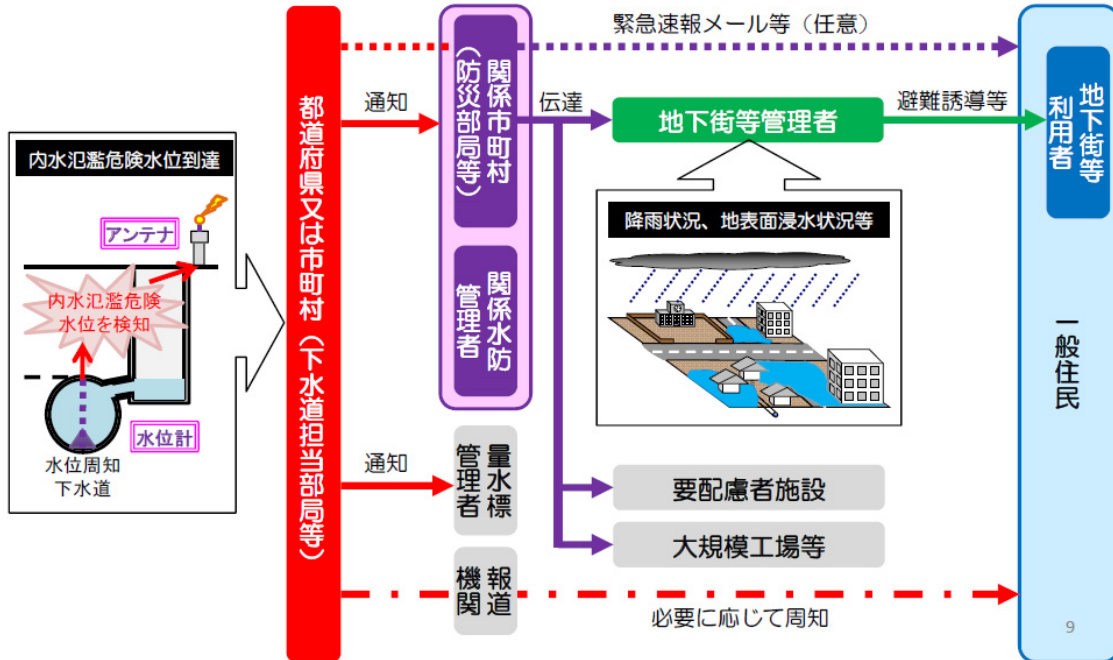 内水氾濫危険水位到達
アンテナ
内水氾濫危険
水位を検知
水位計
水位周知
下水道
都道府県又は市町村（下水道担当部局等）
通知
通知
関係市町村
（防災部局等）
関係水防
管理者
量水標
管理者
報道
機関
緊急速報メール等（任意）
伝達
地下街等管理者
避難誘導等
降雨状況、地表面浸水状況等
要配慮者施設
大規模工場等
必要に応じて周知
地下街等
利用者
一般住民
9